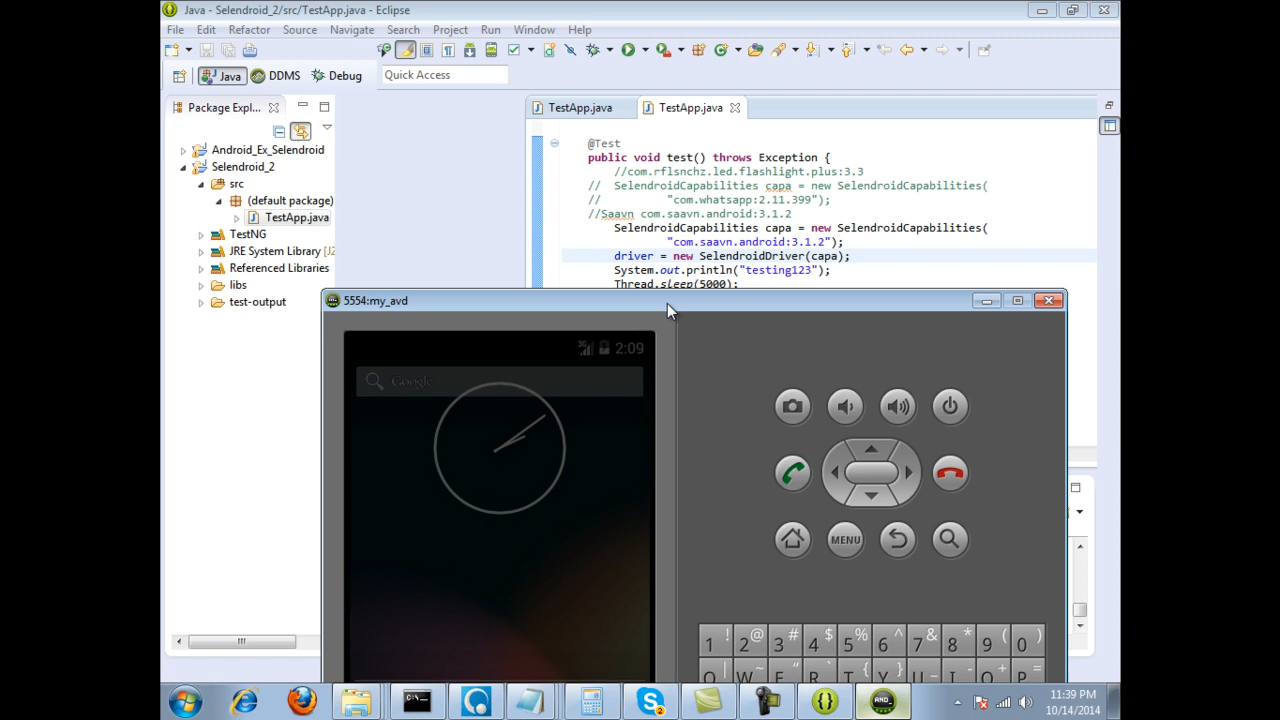 Java - Selendroid_2/src/TestApp.java - Eclipse
File Edit Refactor Source Navigate Search Project Run Window Help
Java DDMS Debug Quick Access
Package Expl...
TestApp.java TestApp.java
Android_Ex_Selendroid
Selendroid_2
src
(default package)
TestApp.java
TestNG
JRE System Library [J2
Referenced Libraries
libs
test-output
@Test
public void test() throws Exception {
//com.rflsnchz.led.flashlight.plus:3.3
// SelendroidCapabilities capa = new SelendroidCapabilities(
// "com.whatsapp:2.11.399");
//Saavn com.saavn.android:3.1.2
SelendroidCapabilities capa = new SelendroidCapabilities(
"com.saavn.android:3.1.2");
driver = new SelendroidDriver(capa);
System.out.println("testing123");
Thread.sleep(5000);
5554:my_avd
3G 2:09
Google
MENU
1 ! 2 @ 3 # 4 $ 5 % 6 ^ 7 & 8 * 9 ( 0 )
Q | W ~ E " R ` T { Y } U _ I - O + P =
2
AND_
11:39 PM
10/14/2014